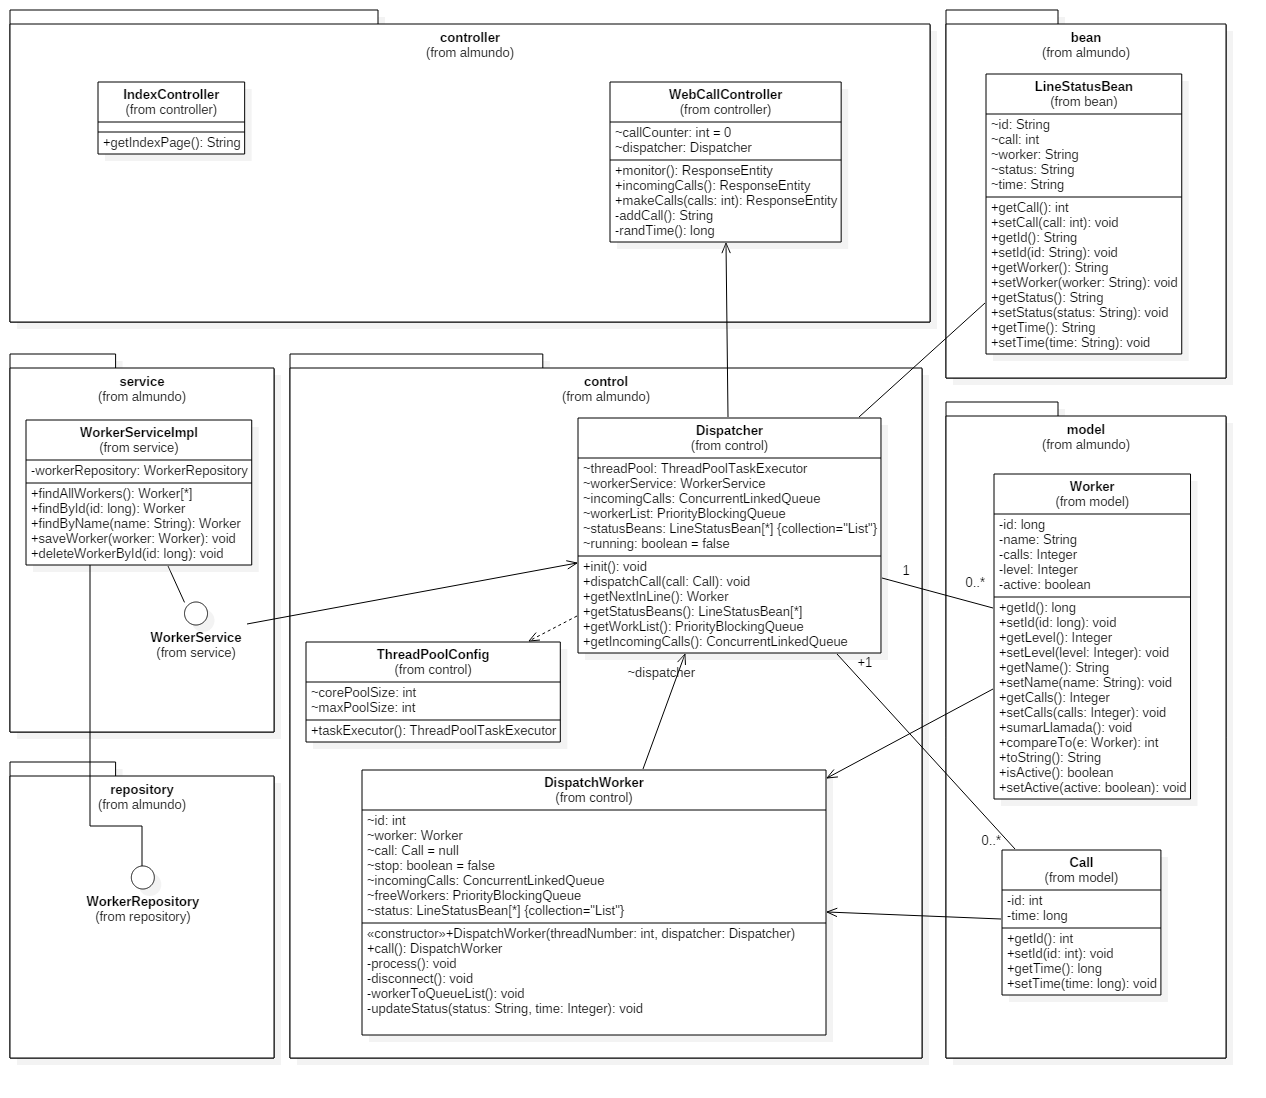 controller
(from almundo)
IndexController
(from controller)
+getIndexPage(): String
WebCallController
(from controller)
~callCounter: int = 0
~dispatcher: Dispatcher
+monitor(): ResponseEntity
+incomingCalls(): ResponseEntity
+makeCalls(calls: int): ResponseEntity
-addCall(): String
-randTime(): long
bean
(from almundo)
LineStatusBean
(from bean)
~id: String
~call: int
~worker: String
~status: String
~time: String
+getCall(): int
+setCall(call: int): void
+getId(): String
+setId(id: String): void
+getWorker(): String
+setWorker(worker: String): void
+getStatus(): String
+setStatus(status: String): void
+getTime(): String
+setTime(time: String): void
service
(from almundo)
WorkerServiceImpl
(from service)
-workerRepository: WorkerRepository
+findAllWorkers(): Worker[*]
+findById(id: long): Worker
+findByName(name: String): Worker
+saveWorker(worker: Worker): void
+deleteWorkerById(id: long): void
WorkerService
(from service)
control
(from almundo)
Dispatcher
(from control)
~threadPool: ThreadPoolTaskExecutor
~workerService: WorkerService
~incomingCalls: ConcurrentLinkedQueue
~workerList: PriorityBlockingQueue
~statusBeans: LineStatusBean[*] {collection="List"}
~running: boolean = false
+init(): void
+dispatchCall(call: Call): void
+getNextInLine(): Worker
+getStatusBeans(): LineStatusBean[*]
+getWorkList(): PriorityBlockingQueue
+getIncomingCalls(): ConcurrentLinkedQueue
1
0..*
+1
~dispatcher
0..*
ThreadPoolConfig
(from control)
~corePoolSize: int
~maxPoolSize: int
+taskExecutor(): ThreadPoolTaskExecutor
DispatchWorker
(from control)
~id: int
~worker: Worker
~call: Call = null
~stop: boolean = false
~incomingCalls: ConcurrentLinkedQueue
~freeWorkers: PriorityBlockingQueue
~status: LineStatusBean[*] {collection="List"}
«constructor»+DispatchWorker(threadNumber: int, dispatcher: Dispatcher)
+call(): DispatchWorker
-process(): void
-disconnect(): void
-workerToQueueList(): void
-updateStatus(status: String, time: Integer): void
model
(from almundo)
Worker
(from model)
-id: long
-name: String
-calls: Integer
-level: Integer
-active: boolean
+getId(): long
+setId(id: long): void
+getLevel(): Integer
+setLevel(level: Integer): void
+getName(): String
+setName(name: String): void
+getCalls(): Integer
+setCalls(calls: Integer): void
+sumarLlamada(): void
+compareTo(e: Worker): int
+toString(): String
+isActive(): boolean
+setActive(active: boolean): void
Call
(from model)
-id: int
-time: long
+getId(): int
+setId(id: int): void
+getTime(): long
+setTime(time: long): void
repository
(from almundo)
WorkerRepository
(from repository)